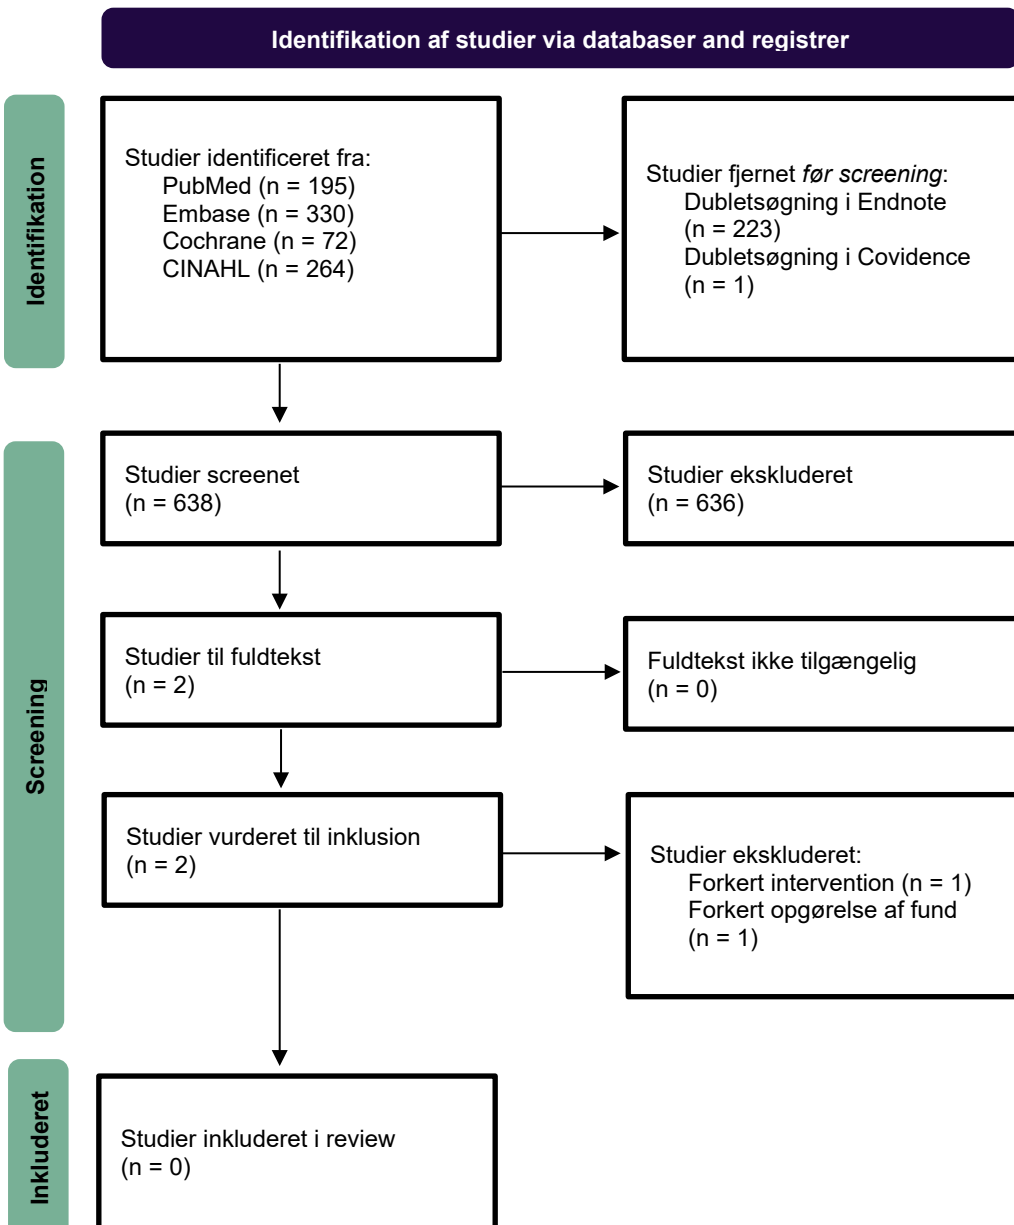 Identifikation af studier via databaser and registrer
Identifikation
Studier identificeret fra:
PubMed (n = 195)
Embase (n = 330)
Cochrane (n = 72)
CINAHL (n = 264)
Studier fjernet før screening:
Dubletsøgning i Endnote
(n = 223)
Dubletsøgning i Covidence
(n = 1)
Screening
Studier screenet
(n = 638)
Studier ekskluderet
(n = 636)
Studier til fuldtekst
(n = 2)
Fuldtekst ikke tilgængelig
(n = 0)
Studier vurderet til inklusion
(n = 2)
Studier ekskluderet:
Forkert intervention (n = 1)
Forkert opgørelse af fund
(n = 1)
Inkluderet
Studier inkluderet i review
(n = 0)